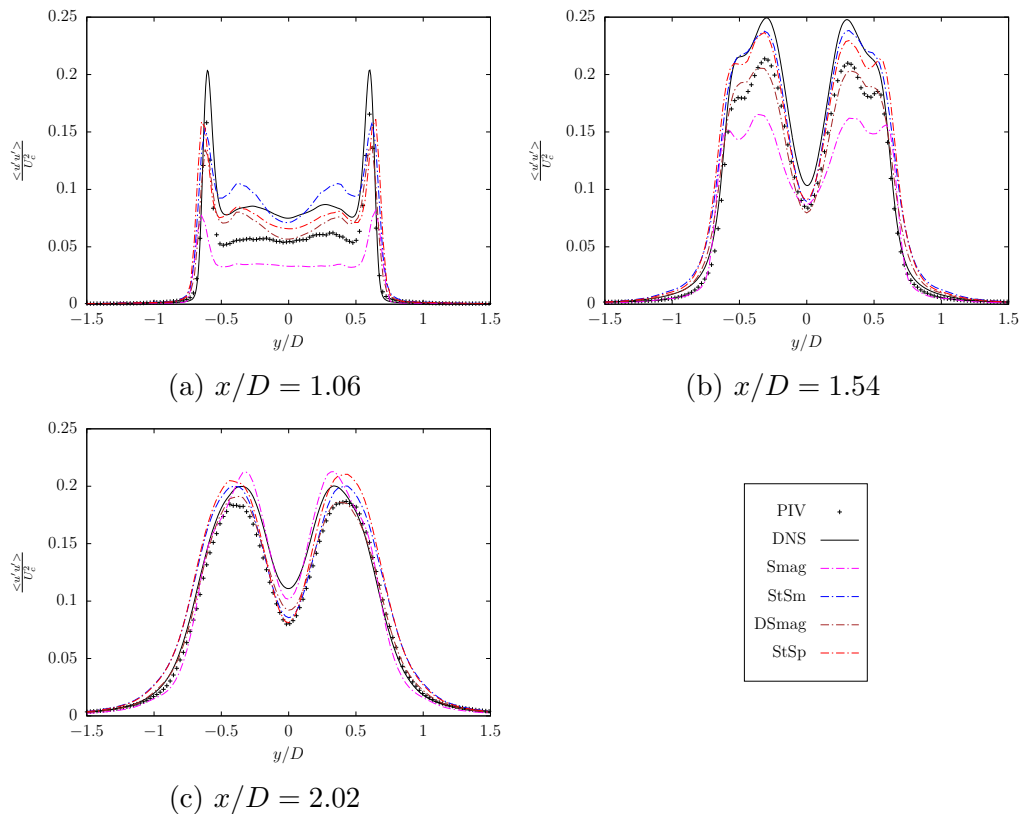 0.25
0.2
0.15
0.1
0.05
0
<u'u'>
U_c^2
−1.5 −1 −0.5 0 0.5 1 1.5
y/D
(a) x/D = 1.06
0.25
0.2
0.15
0.1
0.05
0
<u'u'>
U_c^2
−1.5 −1 −0.5 0 0.5 1 1.5
y/D
(b) x/D = 1.54
0.25
0.2
0.15
0.1
0.05
0
<u'u'>
U_c^2
−1.5 −1 −0.5 0 0.5 1 1.5
y/D
(c) x/D = 2.02
PIV
DNS
Smag
StSm
DSmag
StSp